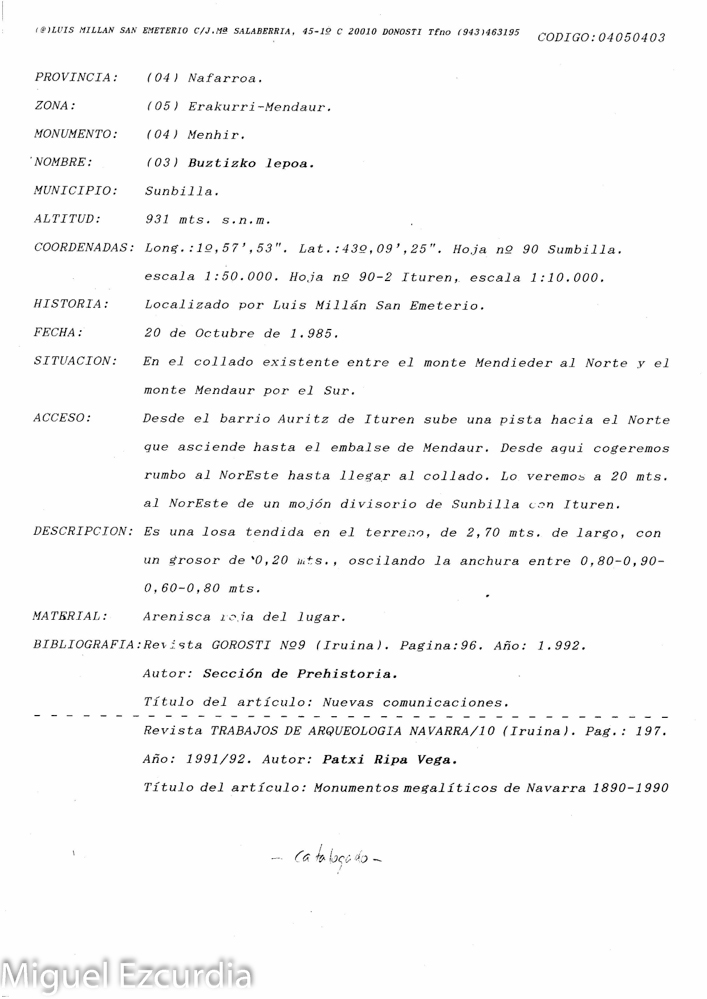 (@)LUIS MILLAN SAN EMETERIO C/J.Mª SALABERRIA, 45-1º C 20010 DONOSTI Tfno (943)463195
CODIGO:04050403
PROVINCIA: (04) Nafarroa.
ZONA: (05) Erakurri-Mendaur.
MONUMENTO: (04) Menhir.
NOMBRE: (03) Buztizko lepoa.
MUNICIPIO: Sunbilla.
ALTITUD: 931 mts. s.n.m.
COORDENADAS: Long.:1º,57',53". Lat.:43º,09',25". Hoja nº 90 Sumbilla.
escala 1:50.000. Hoja nº 90-2 Ituren, escala 1:10.000.
HISTORIA: Localizado por Luis Millán San Emeterio.
FECHA: 20 de Octubre de 1.985.
SITUACION: En el collado existente entre el monte Mendieder al Norte y el
monte Mendaur por el Sur.
ACCESO: Desde el barrio Auritz de Ituren sube una pista hacia el Norte
que asciende hasta el embalse de Mendaur. Desde aqui cogeremos
rumbo al NorEste hasta llegar al collado. Lo veremos a 20 mts.
al NorEste de un mojón divisorio de Sunbilla con Ituren.
DESCRIPCION: Es una losa tendida en el terreno, de 2,70 mts. de largo, con
un grosor de 0,20 mts., oscilando la anchura entre 0,80-0,90-
0,60-0,80 mts.
MATERIAL: Arenisca roja del lugar.
BIBLIOGRAFIA:Revista GOROSTI Nº9 (Iruina). Pagina:96. Año: 1.992.
Autor: Sección de Prehistoria.
Título del artículo: Nuevas comunicaciones.
Revista TRABAJOS DE ARQUEOLOGIA NAVARRA/10 (Iruina). Pag.: 197.
Año: 1991/92. Autor: Patxi Ripa Vega.
Título del artículo: Monumentos megalíticos de Navarra 1890-1990
- Catalogado -
Miguel Ezcurdia